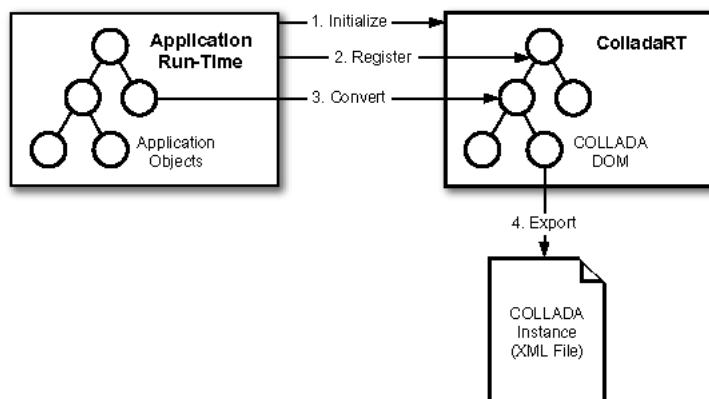 1. Initialize
Application
Run-Time
ColladaRT
2. Register
3. Convert
Application
Objects
COLLADA
DOM
4. Export
COLLADA
Instance
(XML File)